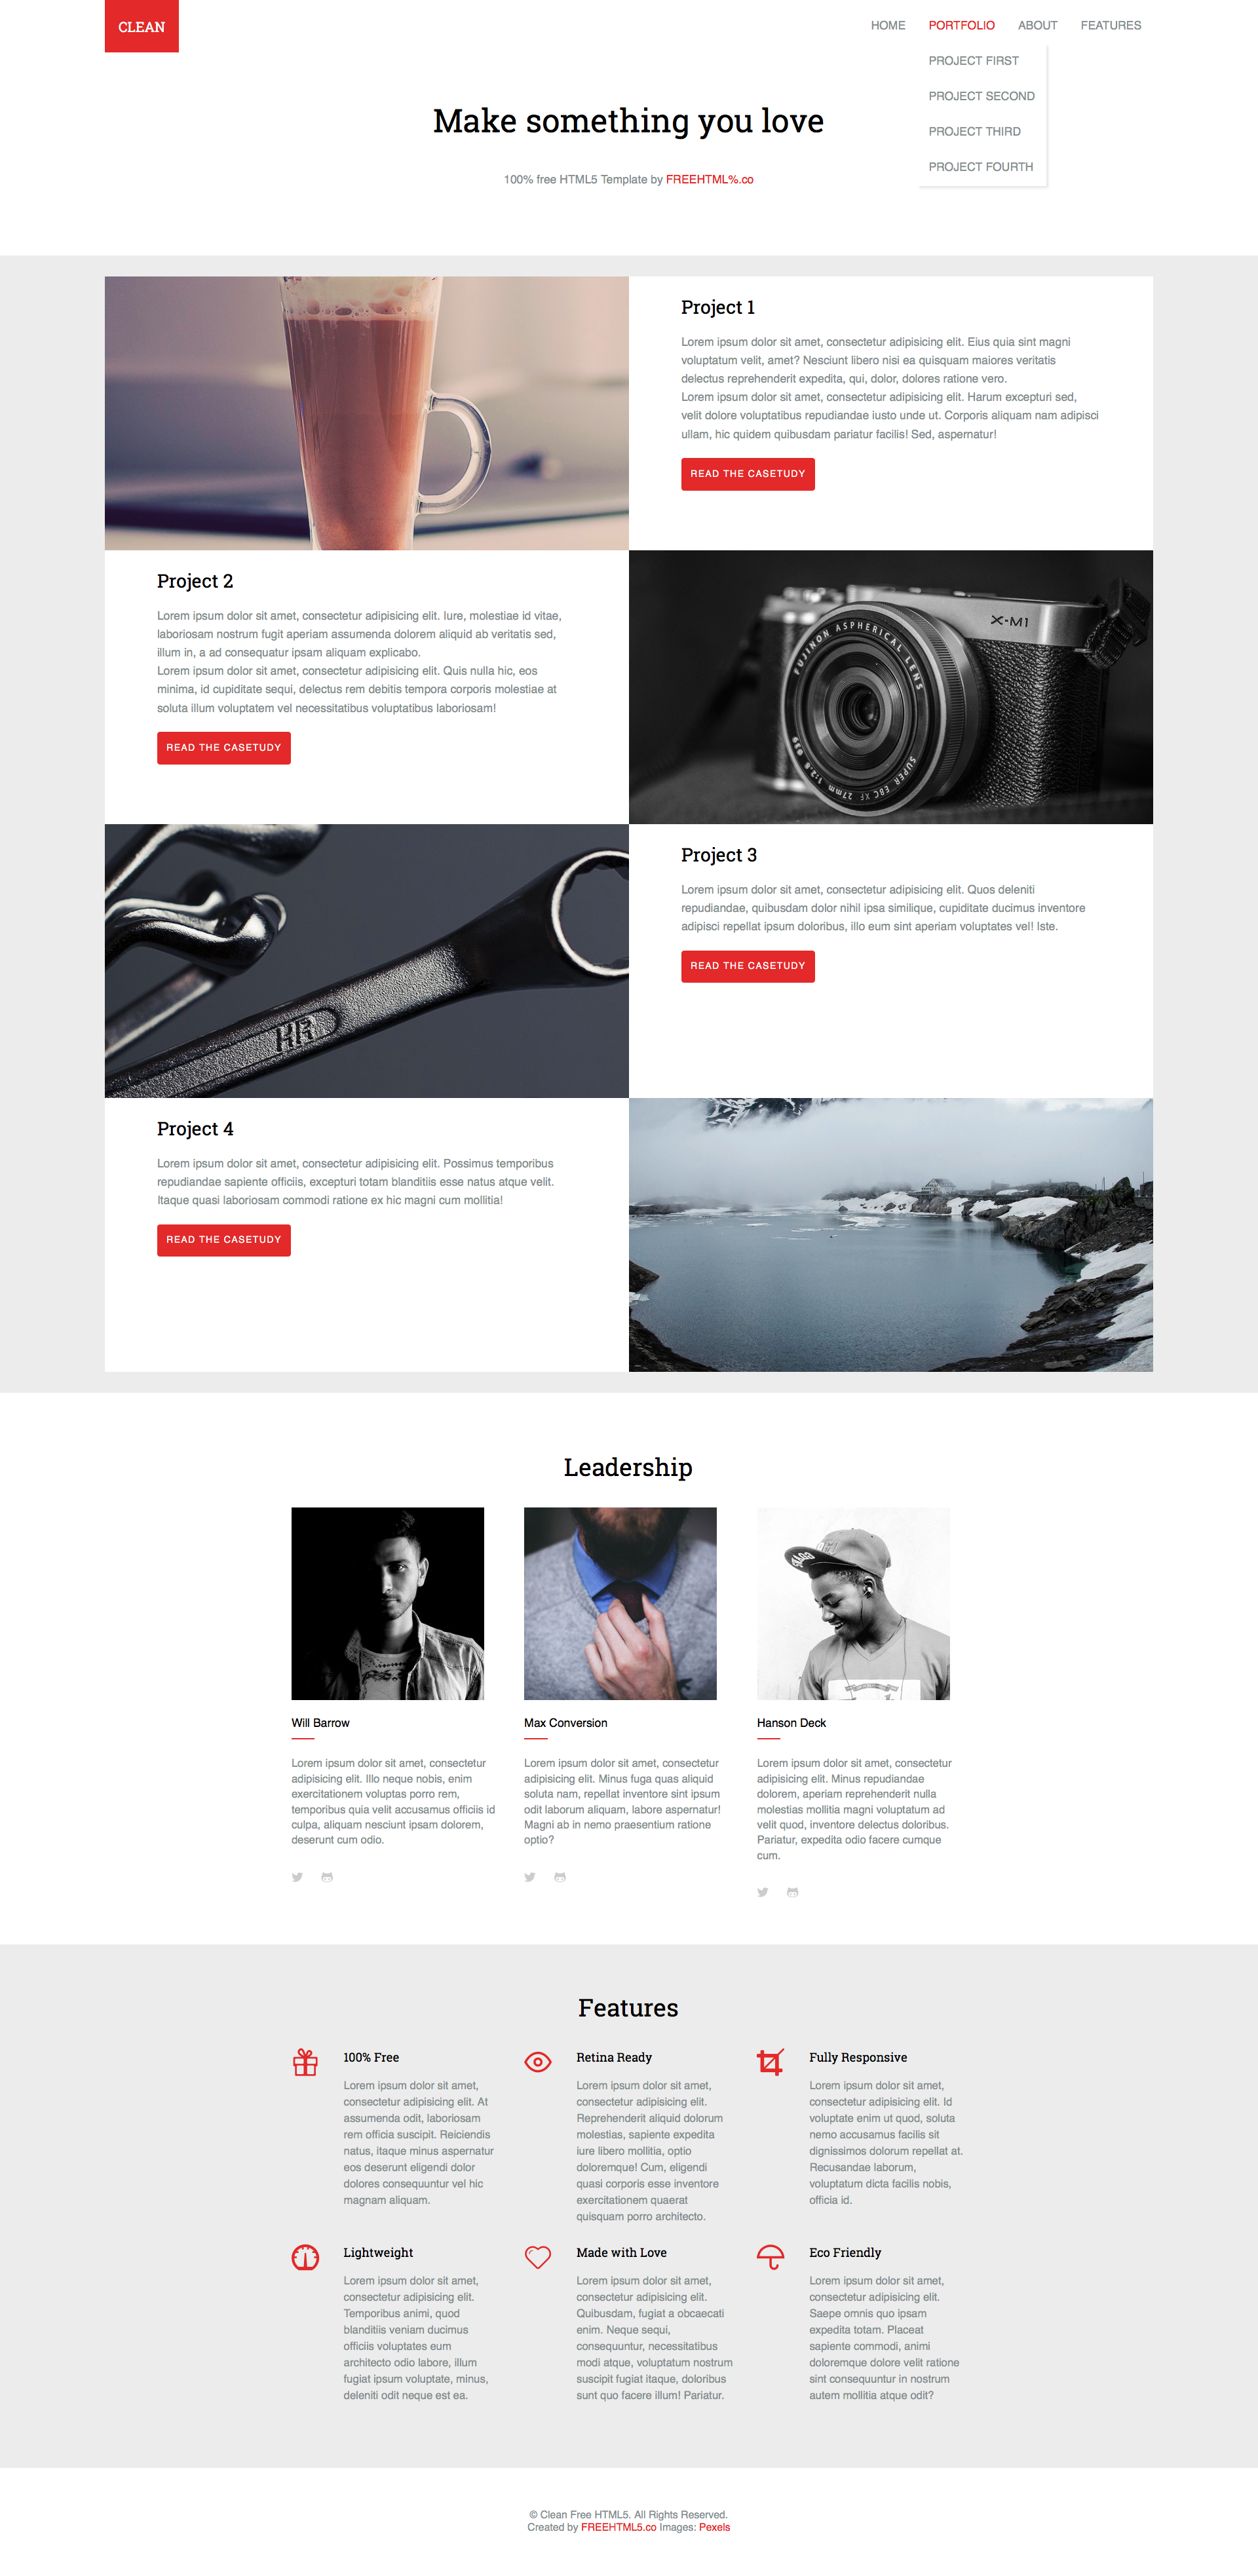 CLEAN
HOME PORTFOLIO ABOUT FEATURES
PROJECT FIRST
PROJECT SECOND
PROJECT THIRD
PROJECT FOURTH
Make something you love
100% free HTML5 Template by FREEHTML%.co
Project 1
Lorem ipsum dolor sit amet, consectetur adipisicing elit. Eius quia sint magni
voluptatum velit, amet? Nesciunt libero nisi ea quisquam maiores veritatis
delectus reprehenderit expedita, qui, dolor, dolores ratione vero.
Lorem ipsum dolor sit amet, consectetur adipisicing elit. Harum excepturi sed,
velit dolore voluptatibus repudiandae iusto unde ut. Corporis aliquam nam adipisci
ullam, hic quidem quibusdam pariatur facilis! Sed, aspernatur!
READ THE CASETUDY
Project 2
Lorem ipsum dolor sit amet, consectetur adipisicing elit. Iure, molestiae id vitae,
laboriosam nostrum fugit aperiam assumenda dolorem aliquid ab veritatis sed,
illum in, a ad consequatur ipsam aliquam explicabo.
Lorem ipsum dolor sit amet, consectetur adipisicing elit. Quis nulla hic, eos
minima, id cupiditate sequi, delectus rem debitis tempora corporis molestiae at
soluta illum voluptatem vel necessitatibus voluptatibus laboriosam!
READ THE CASETUDY
X-M1
FUJINON ASPHERICAL LENS
SUPER EBC XF 27mm 1:2.8 ø39
HR
Project 3
Lorem ipsum dolor sit amet, consectetur adipisicing elit. Quos deleniti
repudiandae, quibusdam dolor nihil ipsa similique, cupiditate ducimus inventore
adipisci repellat ipsum doloribus, illo eum sint aperiam voluptates vel! Iste.
READ THE CASETUDY
Project 4
Lorem ipsum dolor sit amet, consectetur adipisicing elit. Possimus temporibus
repudiandae sapiente officiis, excepturi totam blanditiis esse natus atque velit.
Itaque quasi laboriosam commodi ratione ex hic magni cum mollitia!
READ THE CASETUDY
Leadership
Will Barrow
Lorem ipsum dolor sit amet, consectetur
adipisicing elit. Illo neque nobis, enim
exercitationem voluptas porro rem,
temporibus quia velit accusamus officiis id
culpa, aliquam nesciunt ipsam dolorem,
deserunt cum odio.
Max Conversion
Lorem ipsum dolor sit amet, consectetur
adipisicing elit. Minus fuga quas aliquid
soluta nam, repellat inventore sint ipsum
odit laborum aliquam, labore aspernatur!
Magni ab in nemo praesentium ratione
optio?
Hanson Deck
Lorem ipsum dolor sit amet, consectetur
adipisicing elit. Minus repudiandae
dolorem, aperiam reprehenderit nulla
molestias mollitia magni voluptatum ad
velit quod, inventore delectus doloribus.
Pariatur, expedita odio facere cumque
cum.
Features
100% Free
Lorem ipsum dolor sit amet,
consectetur adipisicing elit. At
assumenda odit, laboriosam
rem officia suscipit. Reiciendis
natus, itaque minus aspernatur
eos deserunt eligendi dolor
dolores consequuntur vel hic
magnam aliquam.
Retina Ready
Lorem ipsum dolor sit amet,
consectetur adipisicing elit.
Reprehenderit aliquid dolorum
molestias, sapiente expedita
iure libero mollitia, optio
doloremque! Cum, eligendi
quasi corporis esse inventore
exercitationem quaerat
quisquam porro architecto.
Fully Responsive
Lorem ipsum dolor sit amet,
consectetur adipisicing elit. Id
voluptate enim ut quod, soluta
nemo accusamus facilis sit
dignissimos dolorum repellat at.
Recusandae laborum,
voluptatum dicta facilis nobis,
officia id.
Lightweight
Lorem ipsum dolor sit amet,
consectetur adipisicing elit.
Temporibus animi, quod
blanditiis veniam ducimus
officiis voluptates eum
architecto odio labore, illum
fugiat ipsum voluptate, minus,
deleniti odit neque est ea.
Made with Love
Lorem ipsum dolor sit amet,
consectetur adipisicing elit.
Quibusdam, fugiat a obcaecati
enim. Neque sequi,
consequuntur, necessitatibus
modi atque, voluptatum nostrum
suscipit fugiat itaque, doloribus
sunt quo facere illum! Pariatur.
Eco Friendly
Lorem ipsum dolor sit amet,
consectetur adipisicing elit.
Saepe omnis quo ipsam
expedita totam. Placeat
sapiente commodi, animi
doloremque dolore velit ratione
sint consequuntur in nostrum
autem mollitia atque odit?
© Clean Free HTML5. All Rights Reserved.
Created by FREEHTML5.co Images: Pexels